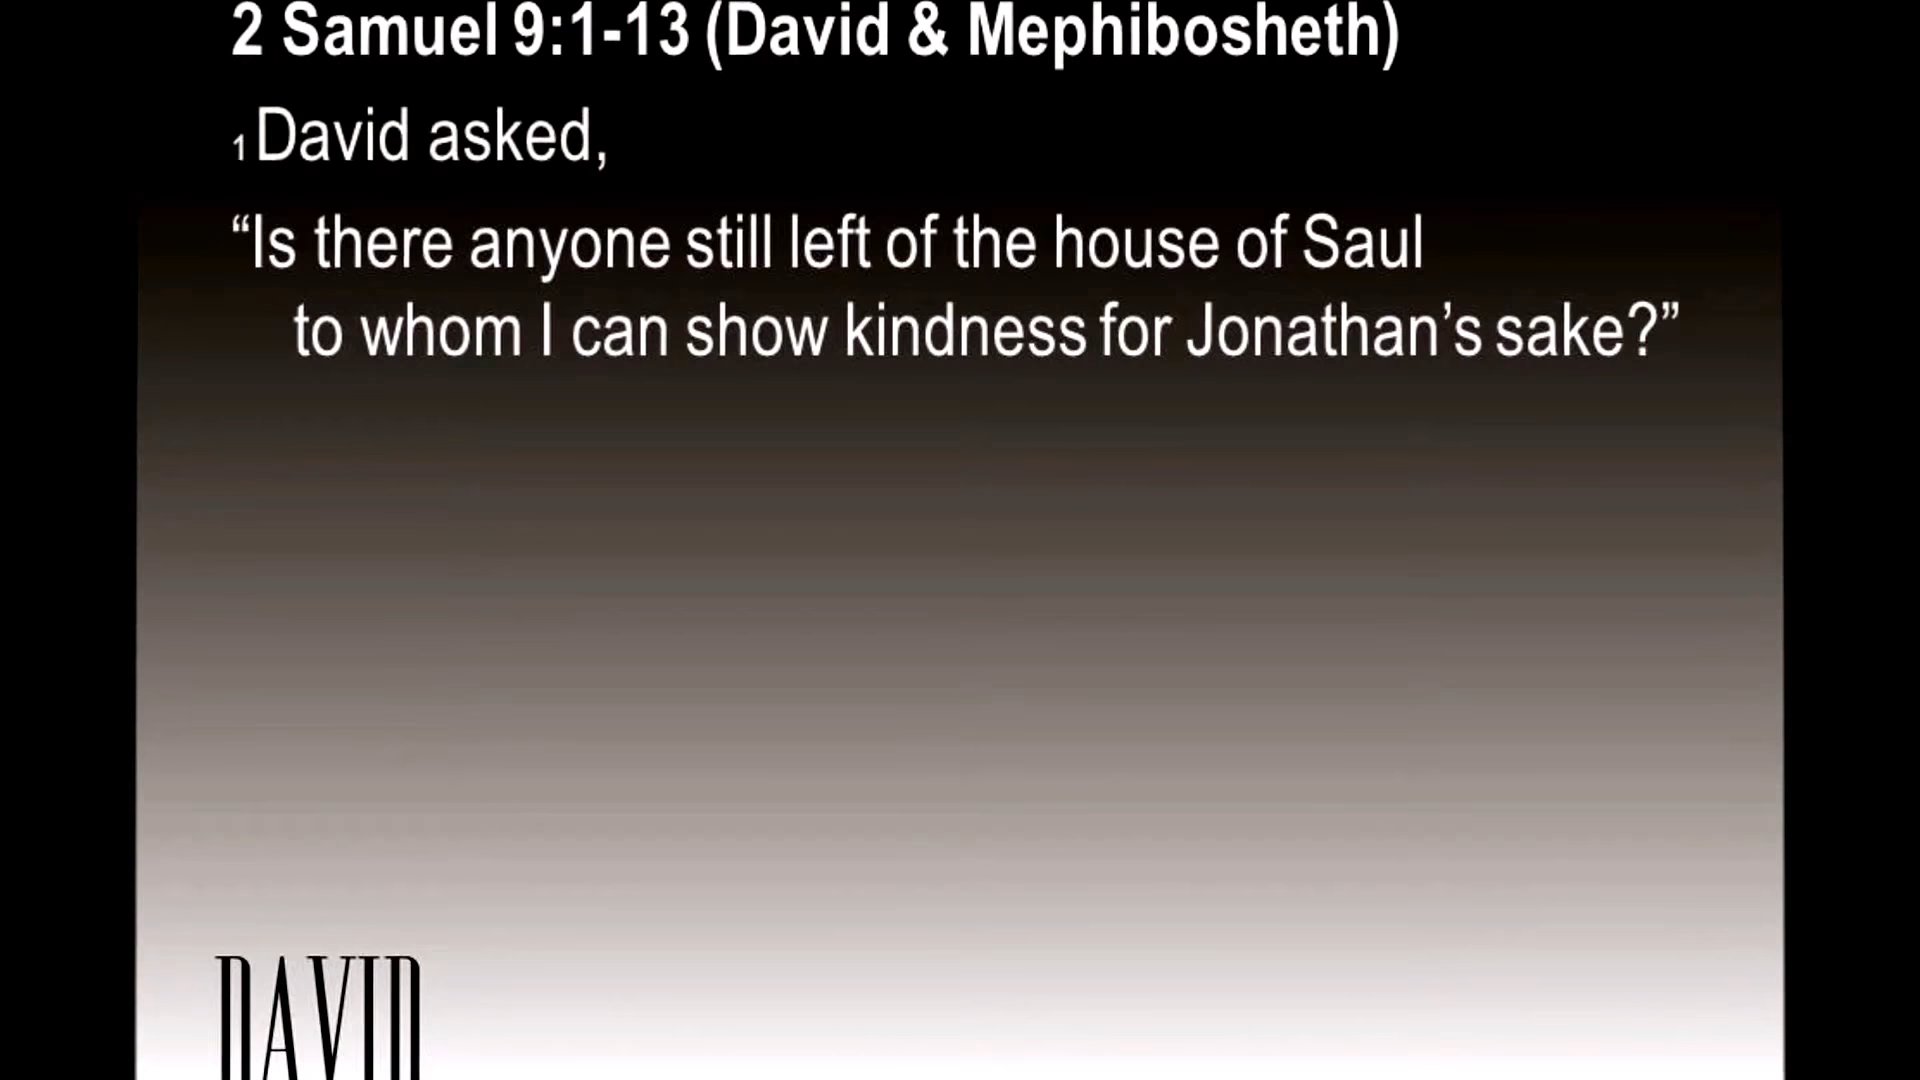 2 Samuel 9:1-13 (David & Mephibosheth)
1 David asked,
“Is there anyone still left of the house of Saul
to whom I can show kindness for Jonathan’s sake?”
DAVID